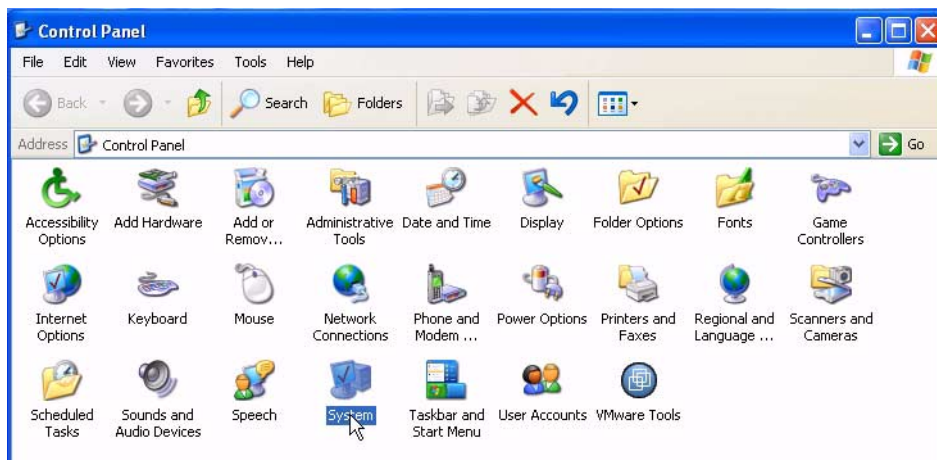 Control Panel
File Edit View Favorites Tools Help
Back Search Folders
Address Control Panel Go
Accessibility Options
Add Hardware
Add or Remov...
Administrative Tools
Date and Time
Display
Folder Options
Fonts
Game Controllers
Internet Options
Keyboard
Mouse
Network Connections
Phone and Modem ...
Power Options
Printers and Faxes
Regional and Language ...
Scanners and Cameras
Scheduled Tasks
Sounds and Audio Devices
Speech
System
Taskbar and Start Menu
User Accounts
VMware Tools